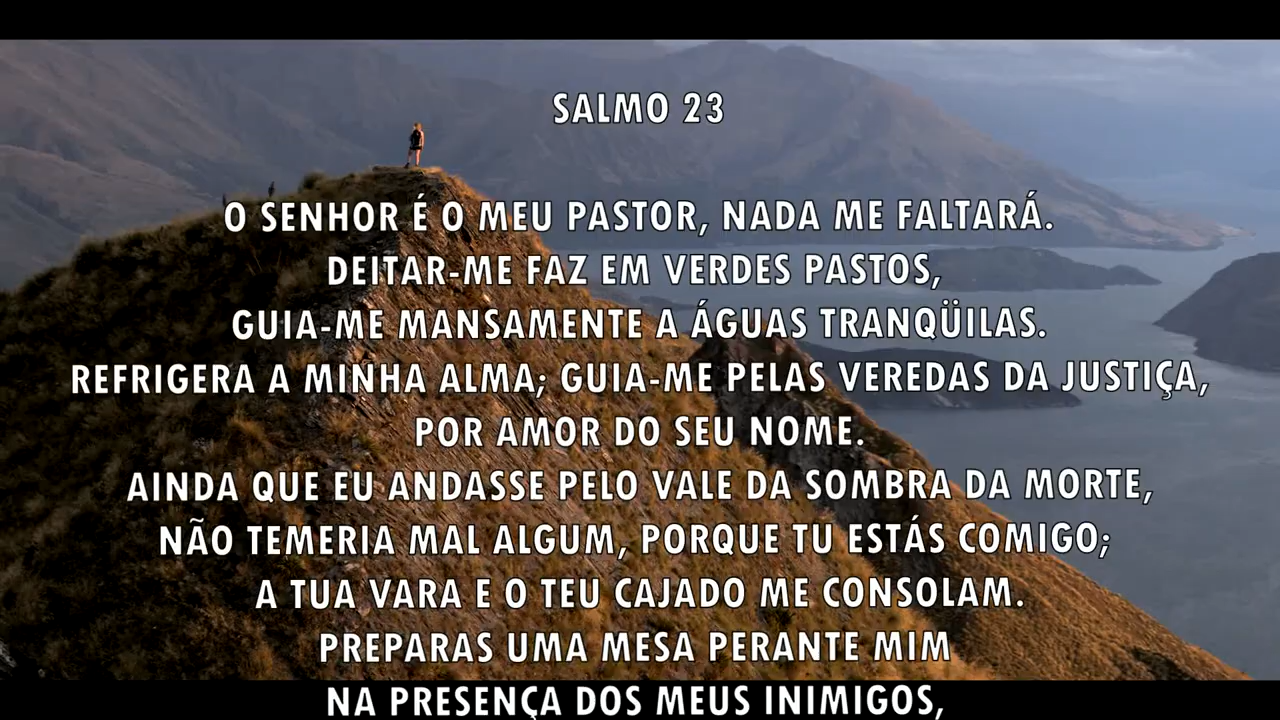 SALMO 23
O SENHOR É O MEU PASTOR, NADA ME FALTARÁ.
DEITAR-ME FAZ EM VERDES PASTOS,
GUIA-ME MANSAMENTE A ÁGUAS TRANQÜILAS.
REFRIGERA A MINHA ALMA; GUIA-ME PELAS VEREDAS DA JUSTIÇA,
POR AMOR DO SEU NOME.
AINDA QUE EU ANDASSE PELO VALE DA SOMBRA DA MORTE,
NÃO TEMERIA MAL ALGUM, PORQUE TU ESTÁS COMIGO;
A TUA VARA E O TEU CAJADO ME CONSOLAM.
PREPARAS UMA MESA PERANTE MIM
NA PRESENÇA DOS MEUS INIMIGOS,